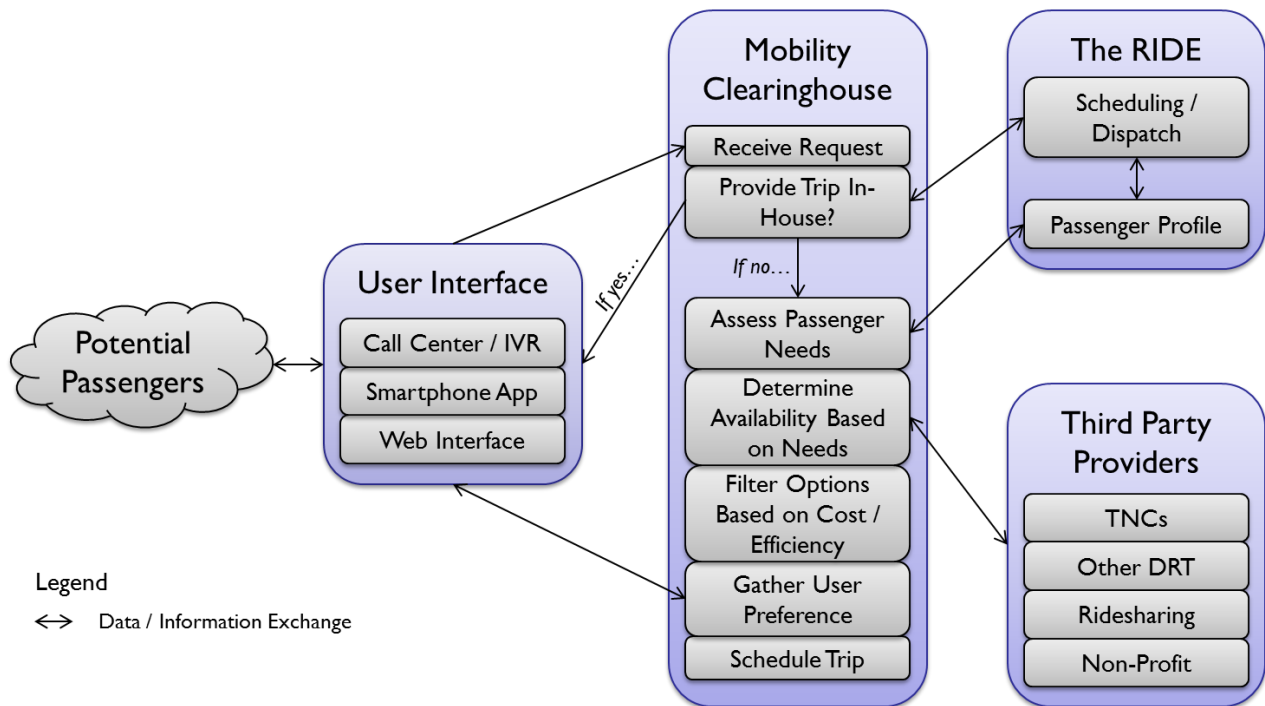 Potential
Passengers
User Interface
Call Center / IVR
Smartphone App
Web Interface
Mobility
Clearinghouse
Receive Request
Provide Trip In-
House?
If yes…
If no…
Assess Passenger
Needs
Determine
Availability Based
on Needs
Filter Options
Based on Cost /
Efficiency
Gather User
Preference
Schedule Trip
The RIDE
Scheduling /
Dispatch
Passenger Profile
Third Party
Providers
TNCs
Other DRT
Ridesharing
Non-Profit
Legend
Data / Information Exchange